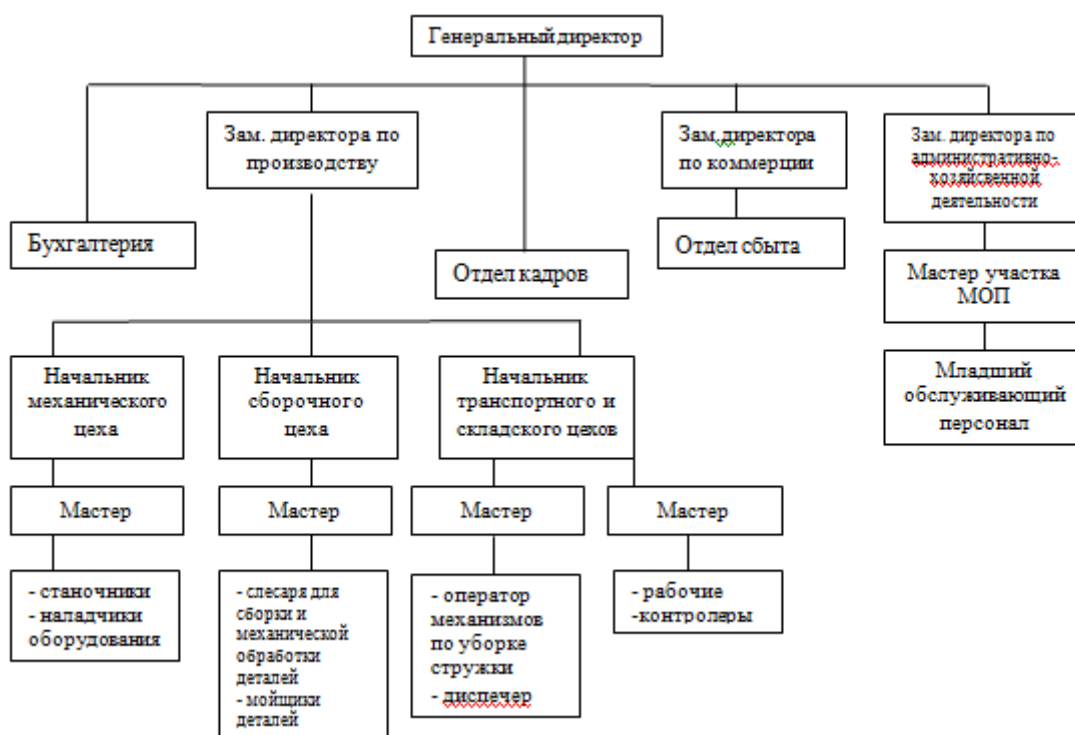 Генеральный директор
Зам. директора по
производству
Зам.директора
по коммерции
Зам. директора по
административно-
хозяйсвенной
деятельности
Бухгалтерия
Отдел сбыта
Отдел кадров
Мастер участка
МОП
Младший
обслуживающий
персонал
Начальник
механического
цеха
Начальник
сборочного
цеха
Начальник
транспортного и
складского цехов
Мастер
Мастер
Мастер
Мастер
- станочники
- наладчики
оборудования
- слесаря для
сборки и
механической
обработки
деталей
- мойщики
деталей
- оператор
механизмов
по уборке
стружки
- диспечер
- рабочие
-контролеры